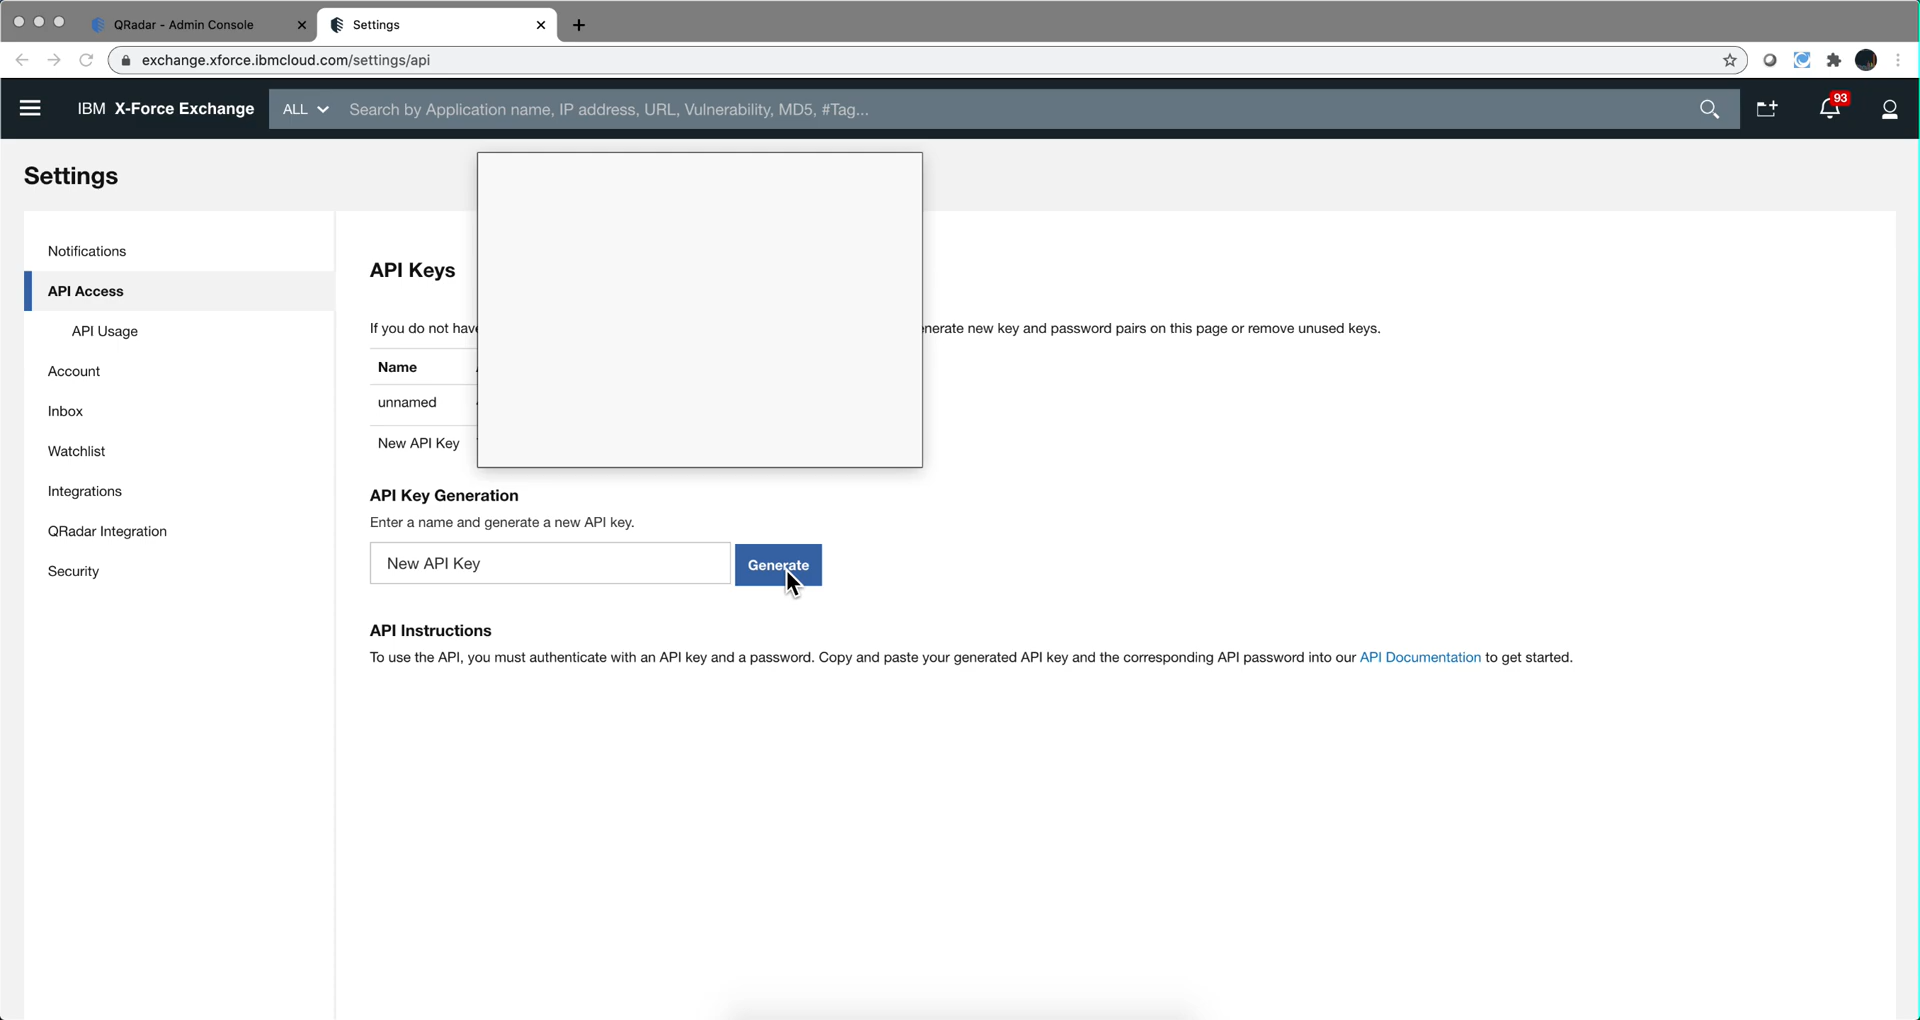 QRadar - Admin Console
Settings
exchange.xforce.ibmcloud.com/settings/api
IBM X-Force Exchange
ALL
Search by Application name, IP address, URL, Vulnerability, MD5, #Tag...
93
Settings
Notifications
API Access
API Usage
Account
Inbox
Watchlist
Integrations
QRadar Integration
Security
API Keys
If you do not have
new key and password pairs on this page or remove unused keys.
Name
unnamed
New API Key
API Key Generation
Enter a name and generate a new API key.
New API Key
Generate
API Instructions
To use the API, you must authenticate with an API key and a password. Copy and paste your generated API key and the corresponding API password into our API Documentation to get started.